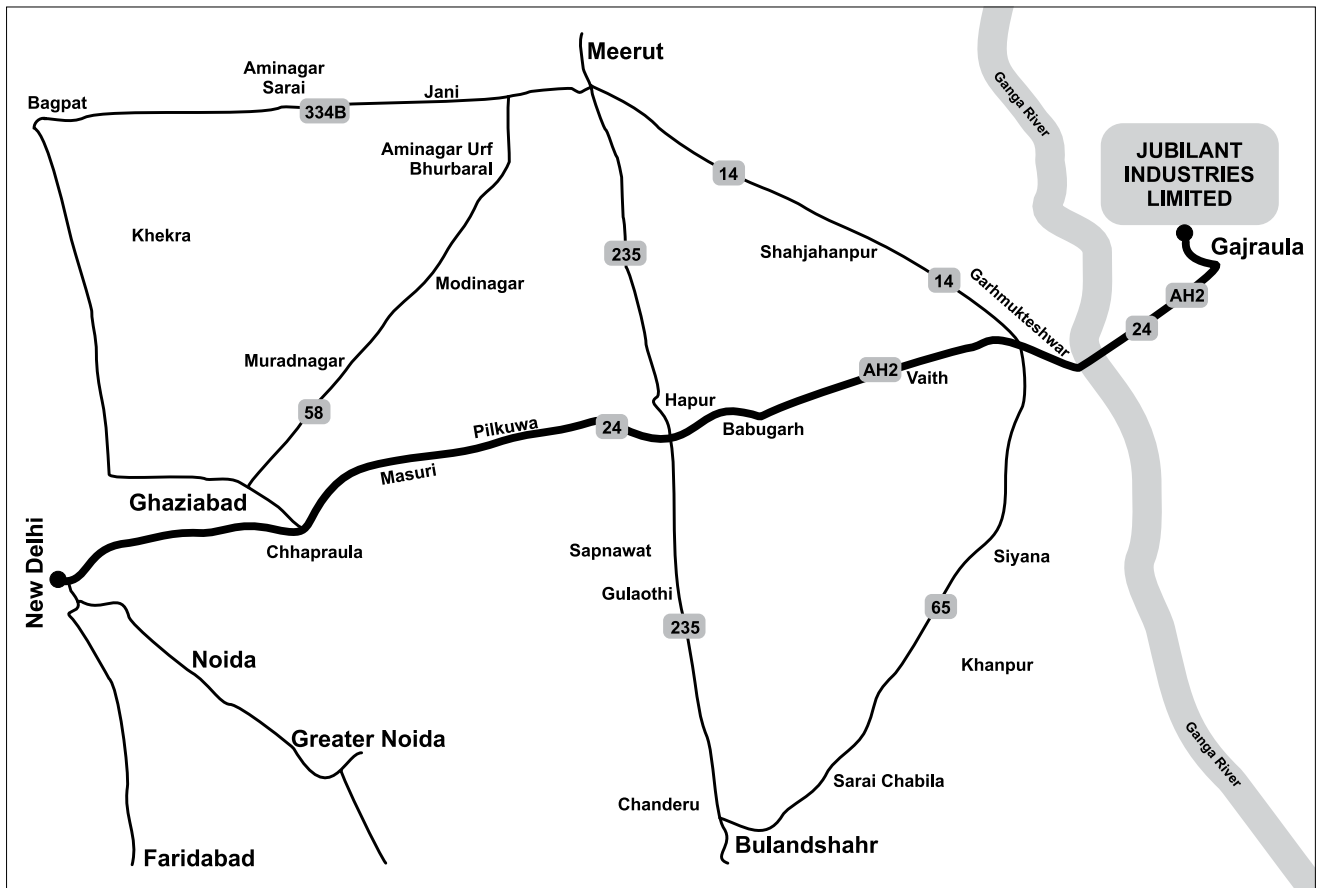 Meerut
Aminagar
Sarai
Jani
Bagpat
334B
Ganga River
Aminagar Urf
Bhurbaral
14
JUBILANT
INDUSTRIES
LIMITED
Khekra
235
Shahjahanpur
Gajraula
Modinagar
14
Garhmukteshwar
AH2
24
Muradnagar
AH2
Vaith
58
Hapur
Pilkuwa
24
Babugarh
Masuri
Ghaziabad
New Delhi
Chhapraula
Sapnawat
Siyana
Gulaothi
65
235
Noida
Khanpur
Greater Noida
Ganga River
Sarai Chabila
Chanderu
Bulandshahr
Faridabad